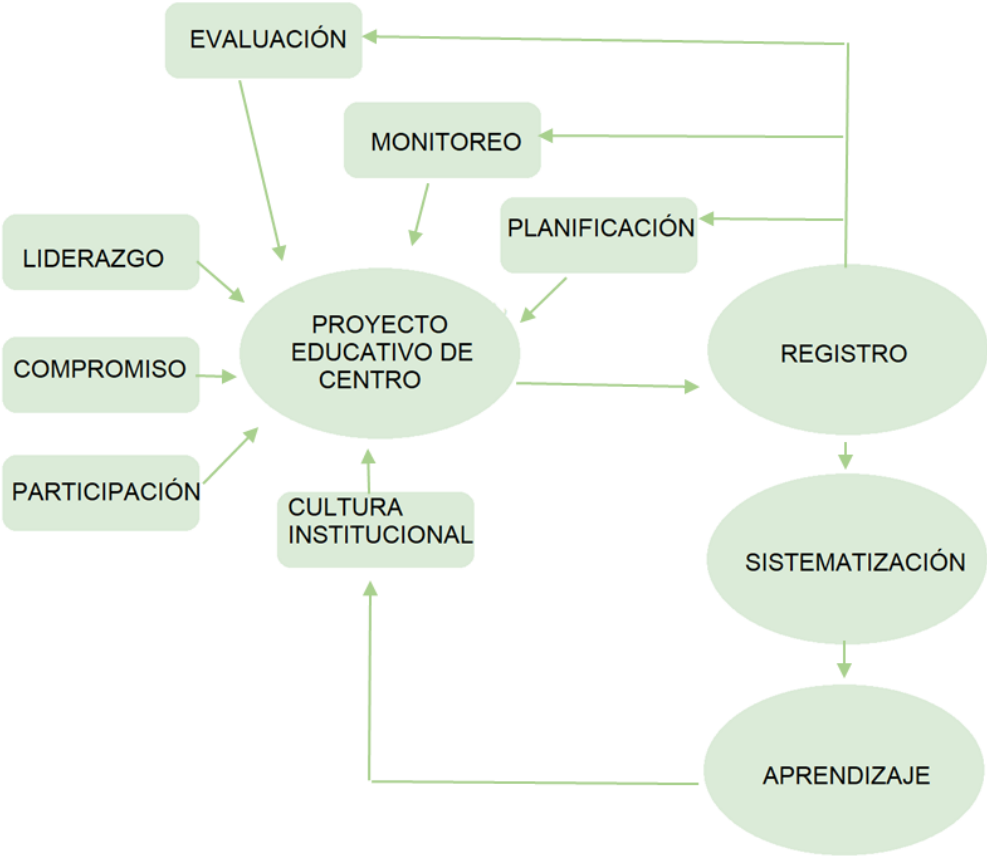 EVALUACIÓN
MONITOREO
PLANIFICACIÓN
LIDERAZGO
PROYECTO
EDUCATIVO DE
CENTRO
REGISTRO
COMPROMISO
PARTICIPACIÓN
CULTURA
INSTITUCIONAL
SISTEMATIZACIÓN
APRENDIZAJE